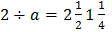 2 ÷ a = 2 1/2 1 1/4